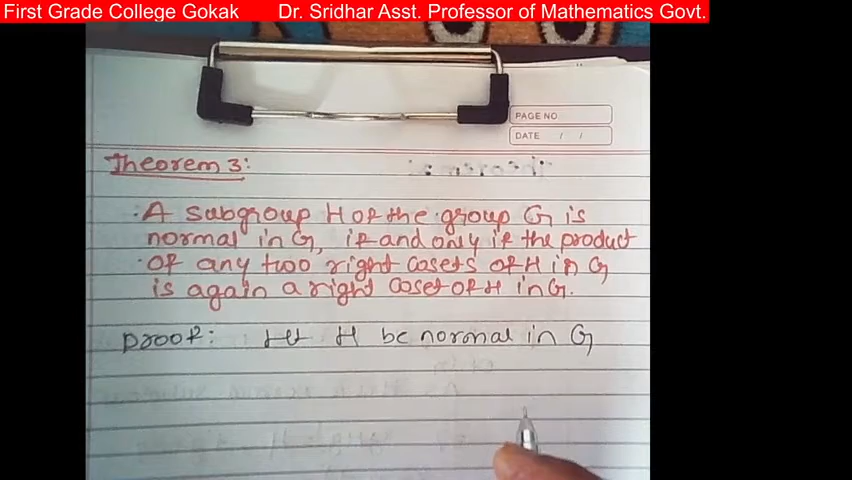 First Grade College Gokak Dr. Sridhar Asst. Professor of Mathematics Govt.
PAGE NO
DATE / /
Theorem 3:
A subgroup H of the group G is
normal in G, if and only if the product
of any two right cosets of H in G
is again a right coset of H in G.
Proof: Let H be normal in G